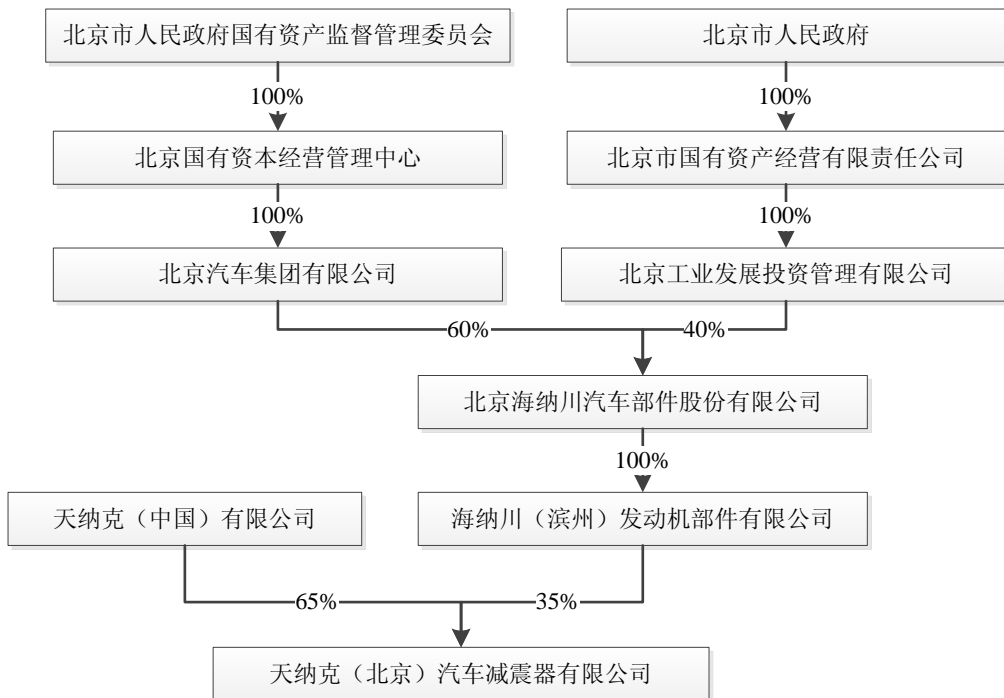 北京市人民政府国有资产监督管理委员会
北京市人民政府
100%
100%
北京国有资本经营管理中心
北京市国有资产经营有限责任公司
100%
100%
北京汽车集团有限公司
北京工业发展投资管理有限公司
60%
40%
北京海纳川汽车部件股份有限公司
100%
天纳克（中国）有限公司
海纳川（滨州）发动机部件有限公司
65%
35%
天纳克（北京）汽车减震器有限公司